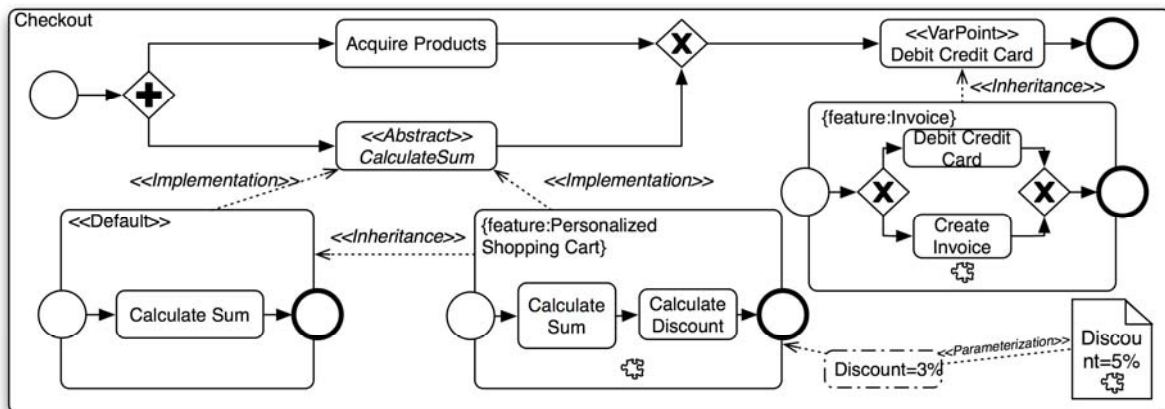 Checkout
Acquire Products
<<VarPoint>>
Debit Credit Card
<<Abstract>>
CalculateSum
<<Inheritance>>
{feature:Invoice}
Debit Credit
Card
Create
Invoice
<<Implementation>>
<<Implementation>>
<<Default>>
<<Inheritance>>
{feature:Personalized
Shopping Cart}
Calculate Sum
Calculate
Sum
Calculate
Discount
Discount=3%
<<Parameterization>>
Discou
nt=5%